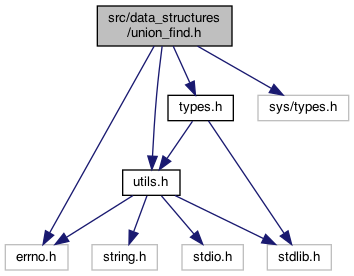 src/data_structures
/union_find.h
types.h
sys/types.h
utils.h
errno.h
string.h
stdio.h
stdlib.h